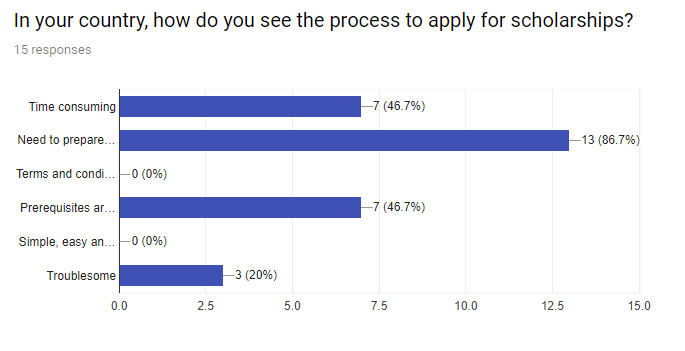 In your country, how do you see the process to apply for scholarships?
15 responses
Time consuming 7 (46.7%)
Need to prepare... 13 (86.7%)
Terms and condi... 0 (0%)
Prerequisites ar... 7 (46.7%)
Simple, easy an... 0 (0%)
Troublesome 3 (20%)
0.0 2.5 5.0 7.5 10.0 12.5 15.0